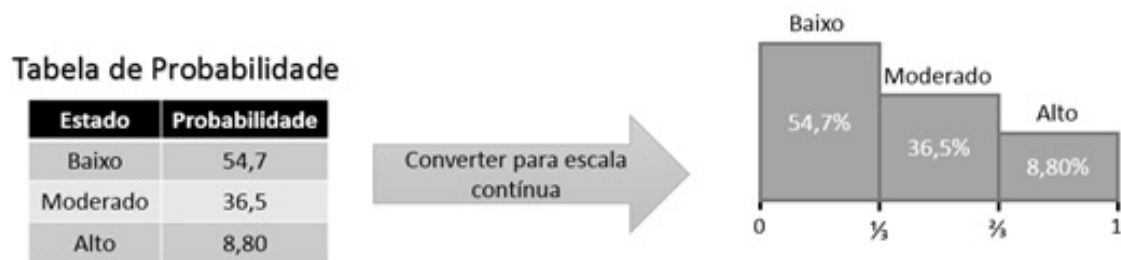 Tabela de Probabilidade
Estado Probabilidade
Baixo 54,7
Moderado 36,5
Alto 8,80
Converter para escala
contínua
Baixo
Moderado
Alto
54,7%
36,5%
8,80%
0 ⅓ ⅔ 1